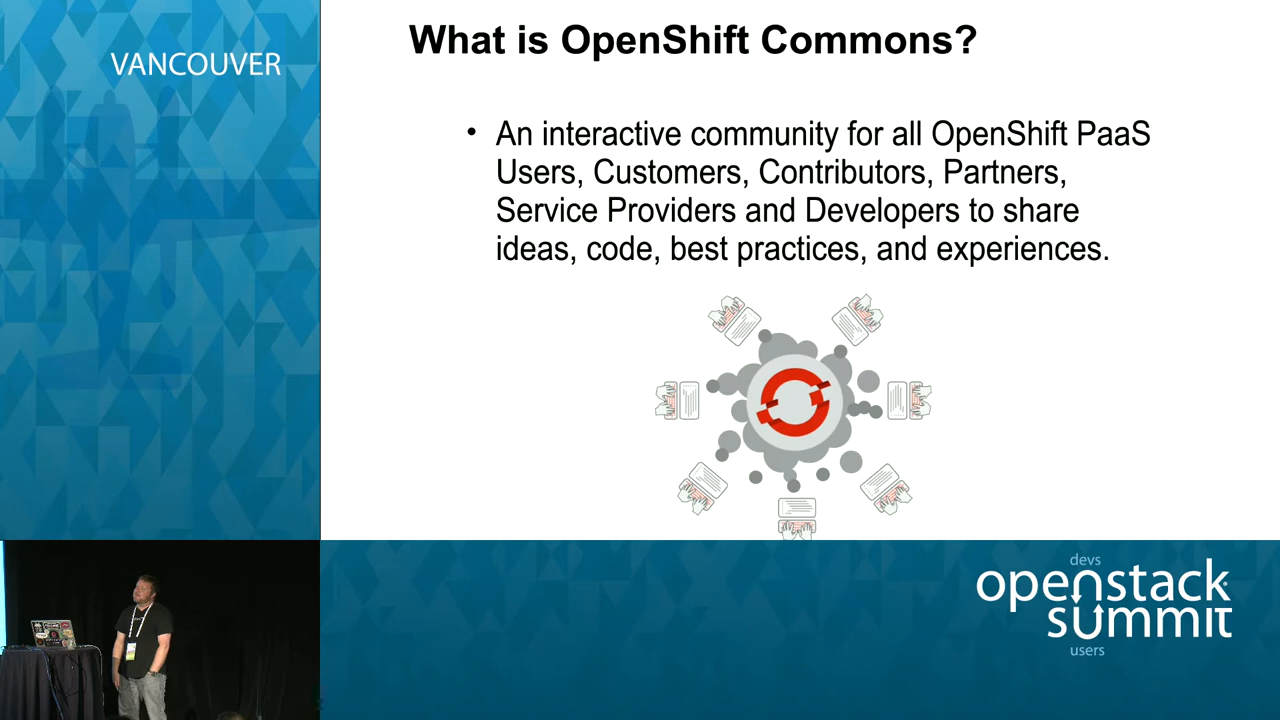 VANCOUVER
What is OpenShift Commons?
• An interactive community for all OpenShift PaaS
Users, Customers, Contributors, Partners,
Service Providers and Developers to share
ideas, code, best practices, and experiences.
devs
openstack
summit
users